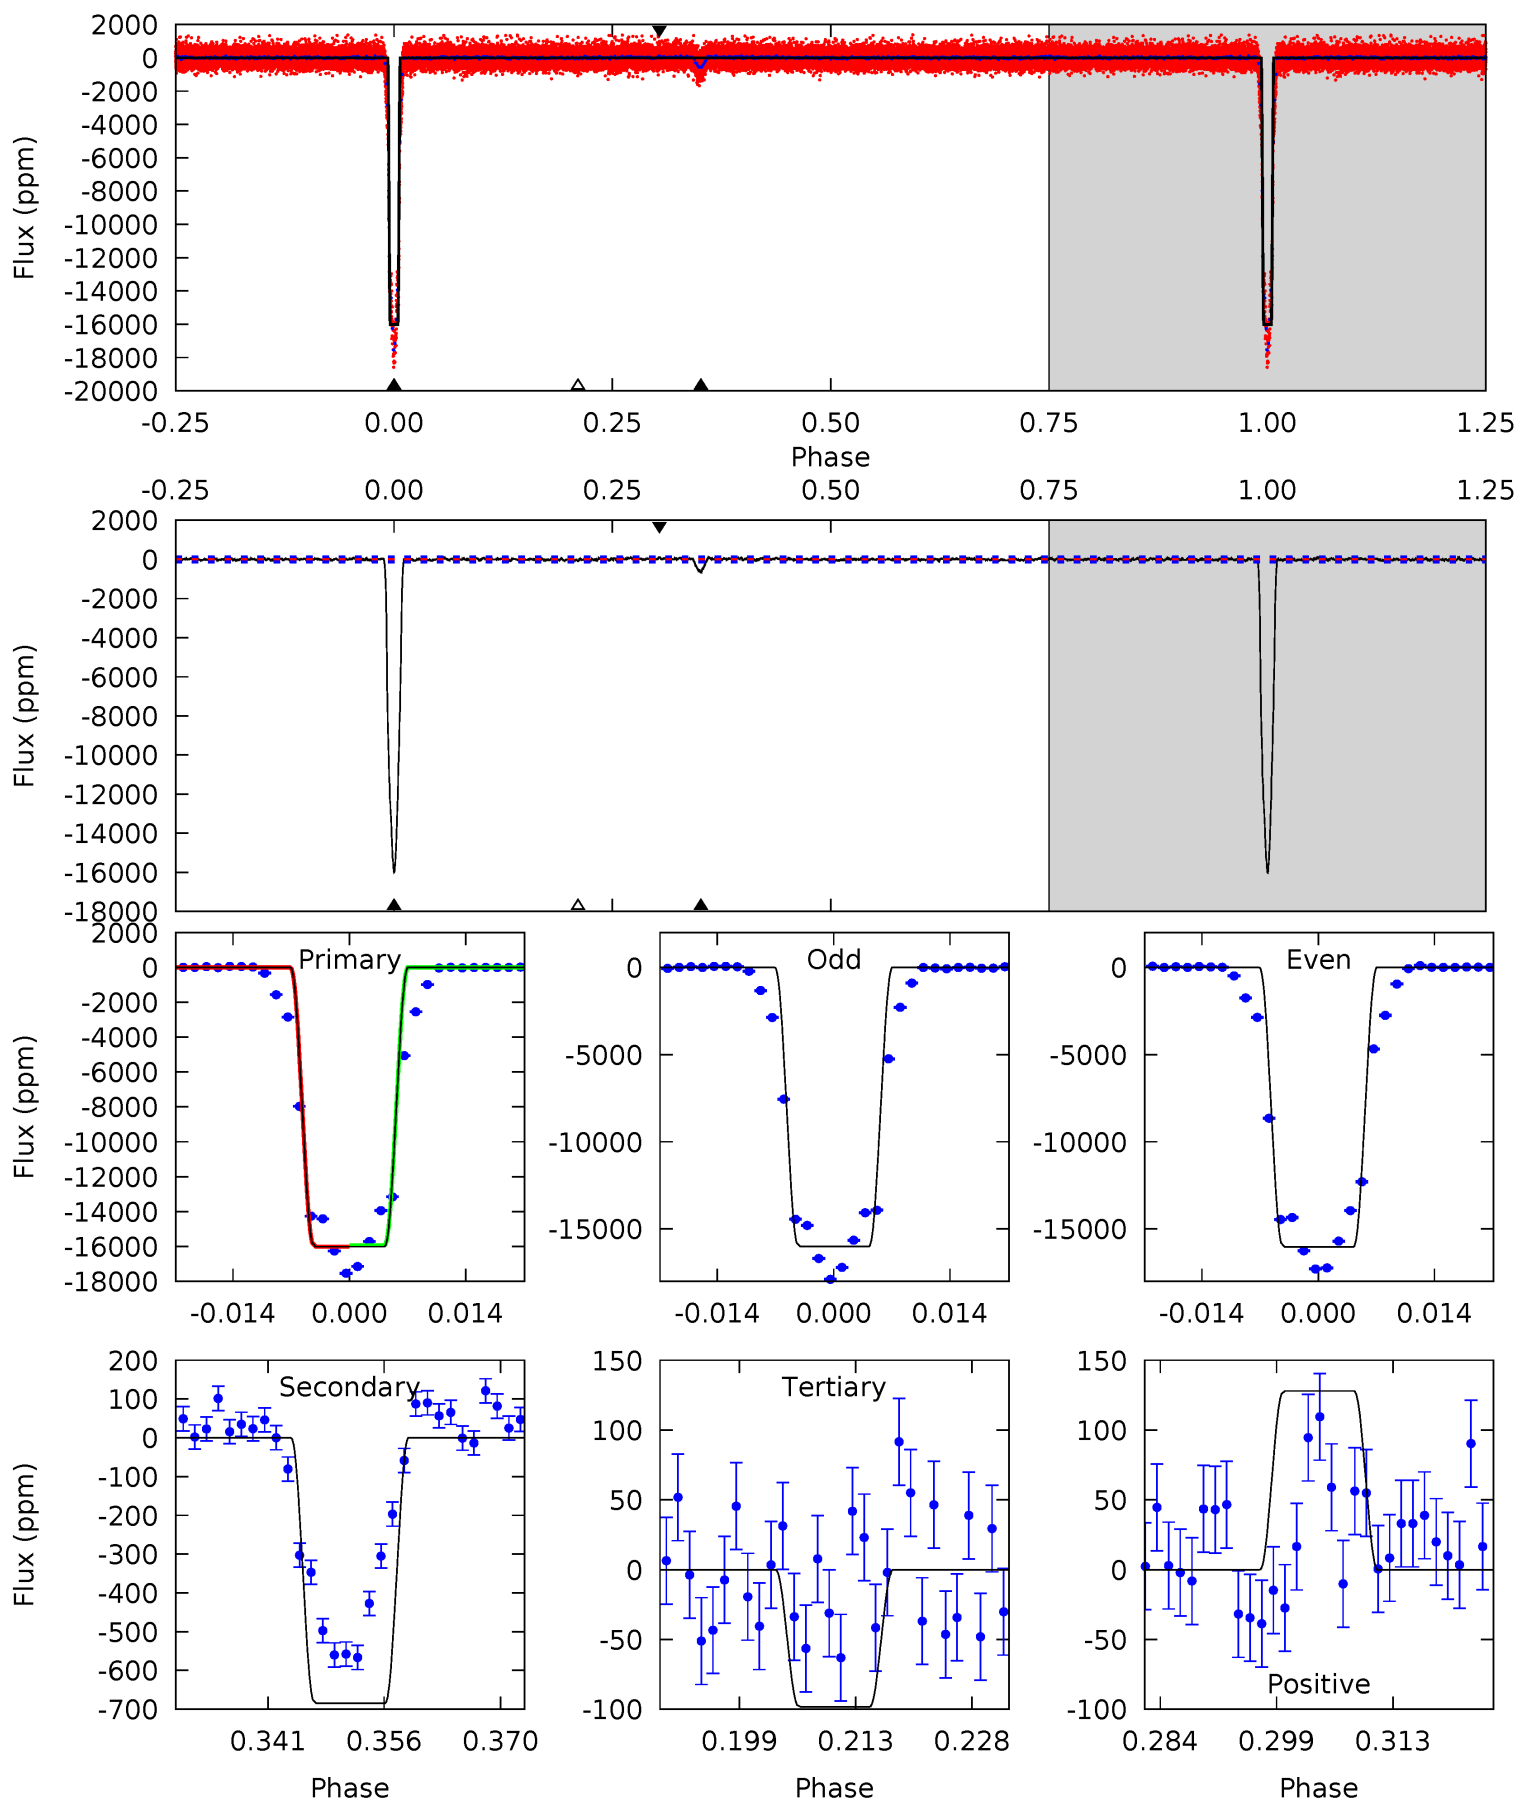 2000
0
-2000
-4000
-6000
-8000
-10000
-12000
-14000
-16000
-18000
-20000
Flux (ppm)
-0.25 0.00 0.25 0.50 0.75 1.00 1.25
Phase
-0.25 0.00 0.25 0.50 0.75 1.00 1.25
2000
0
-2000
-4000
-6000
-8000
-10000
-12000
-14000
-16000
-18000
Flux (ppm)
Primary
2000
0
-2000
-4000
-6000
-8000
-10000
-12000
-14000
-16000
-18000
Flux (ppm)
-0.014 0.000 0.014
Odd
0
-5000
-10000
-15000
-0.014 0.000 0.014
Even
0
-5000
-10000
-15000
-0.014 0.000 0.014
Secondary
200
100
0
-100
-200
-300
-400
-500
-600
-700
Flux (ppm)
0.341 0.356 0.370
Phase
Tertiary
150
100
50
0
-50
-100
0.199 0.213 0.228
Phase
150
100
50
0
-50
-100
Positive
0.284 0.299 0.313
Phase